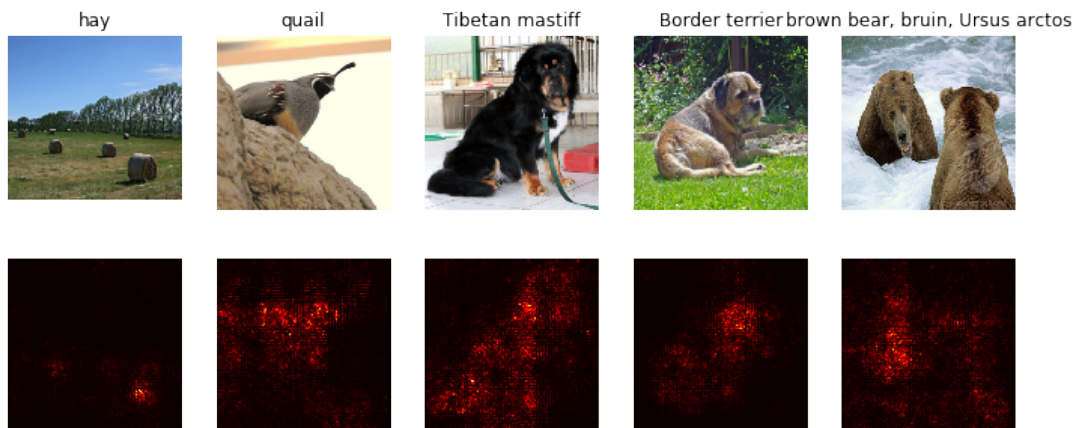 hay
quail
Tibetan mastiff
Border terrier
brown bear, bruin, Ursus arctos